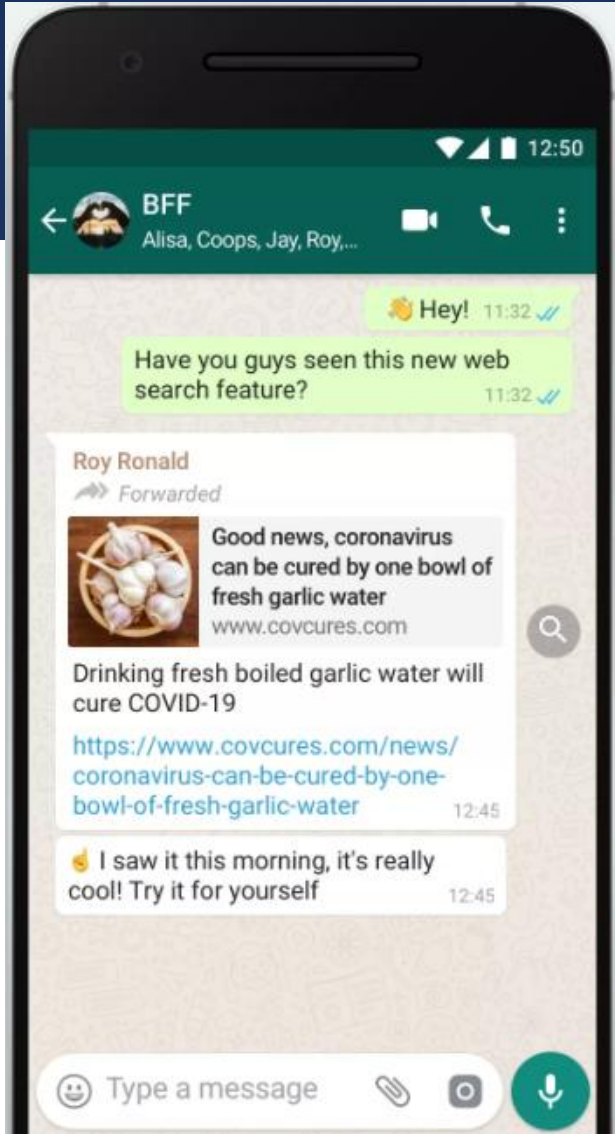 12:50
BFF
Alisa, Coops, Jay, Roy,...
👋 Hey! 11:32
Have you guys seen this new web
search feature? 11:32
Roy Ronald
Forwarded
Good news, coronavirus
can be cured by one bowl of
fresh garlic water
www.covcures.com
Drinking fresh boiled garlic water will
cure COVID-19
https://www.covcures.com/news/
coronavirus-can-be-cured-by-one-
bowl-of-fresh-garlic-water 12:45
☝ I saw it this morning, it's really
cool! Try it for yourself 12:45
Type a message